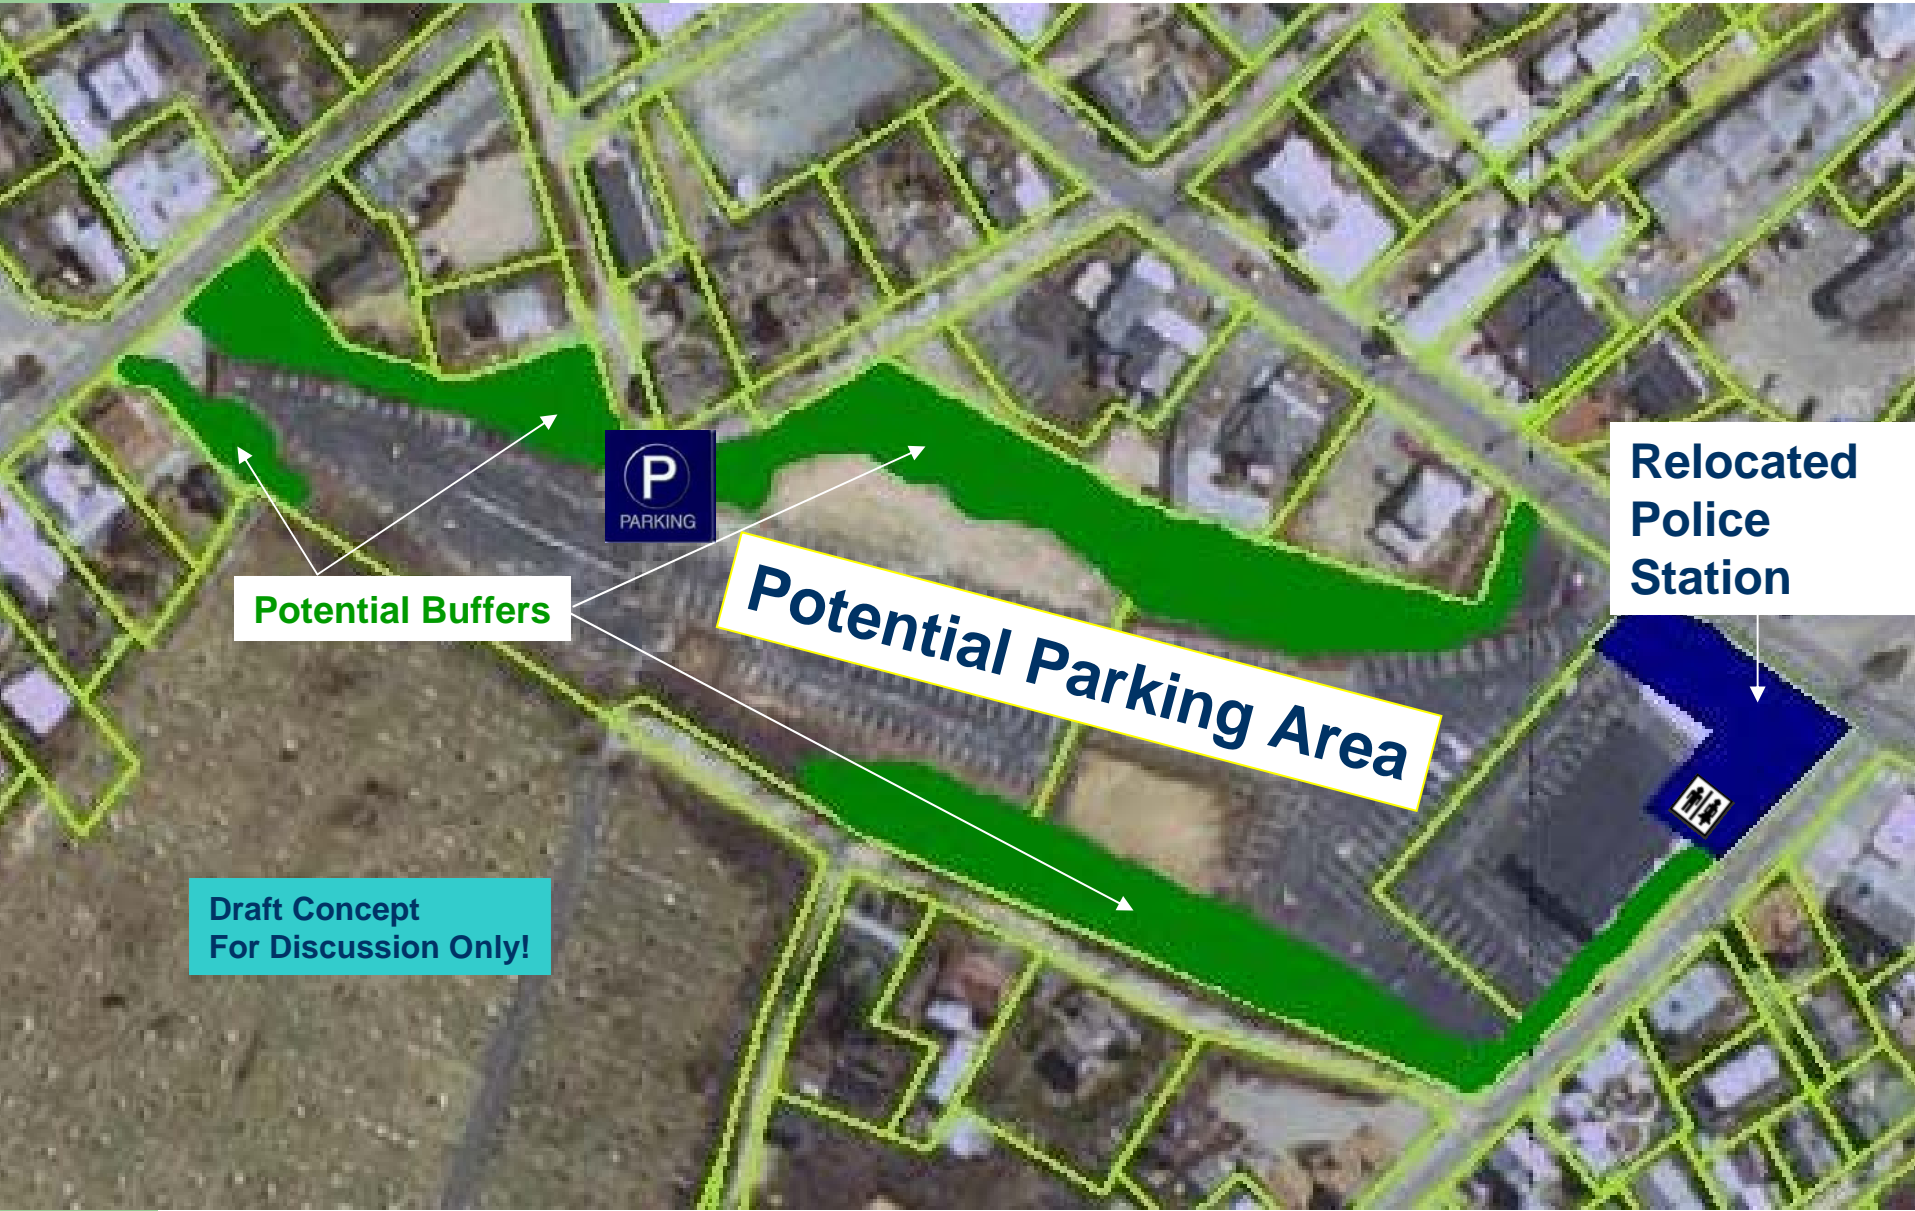 P
PARKING
Relocated
Police
Station
Potential Buffers
Potential Parking Area
Draft Concept
For Discussion Only!